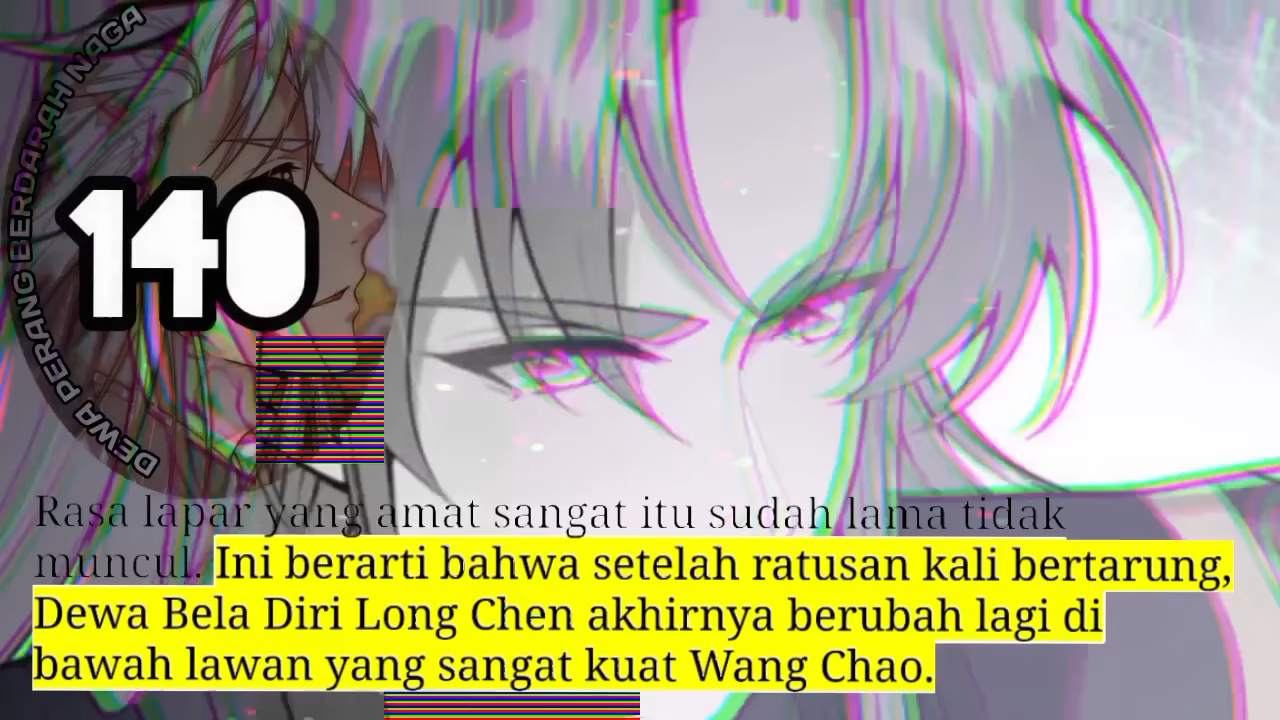 DEWA PERANG BERDARAH NAGA
140
Rasa lapar yang amat sangat itu sudah lama tidak
muncul. Ini berarti bahwa setelah ratusan kali bertarung,
Dewa Bela Diri Long Chen akhirnya berubah lagi di
bawah lawan yang sangat kuat Wang Chao.